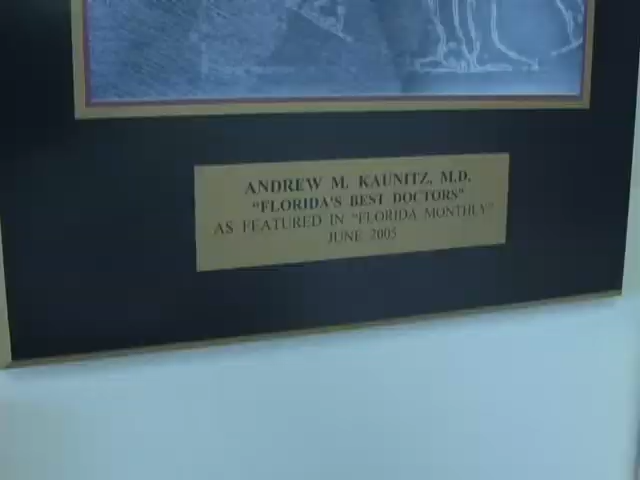 ANDREW M. KAUNITZ, M.D.
"FLORIDA'S BEST DOCTORS"
AS FEATURED IN "FLORIDA MONTHLY"
JUNE 2005